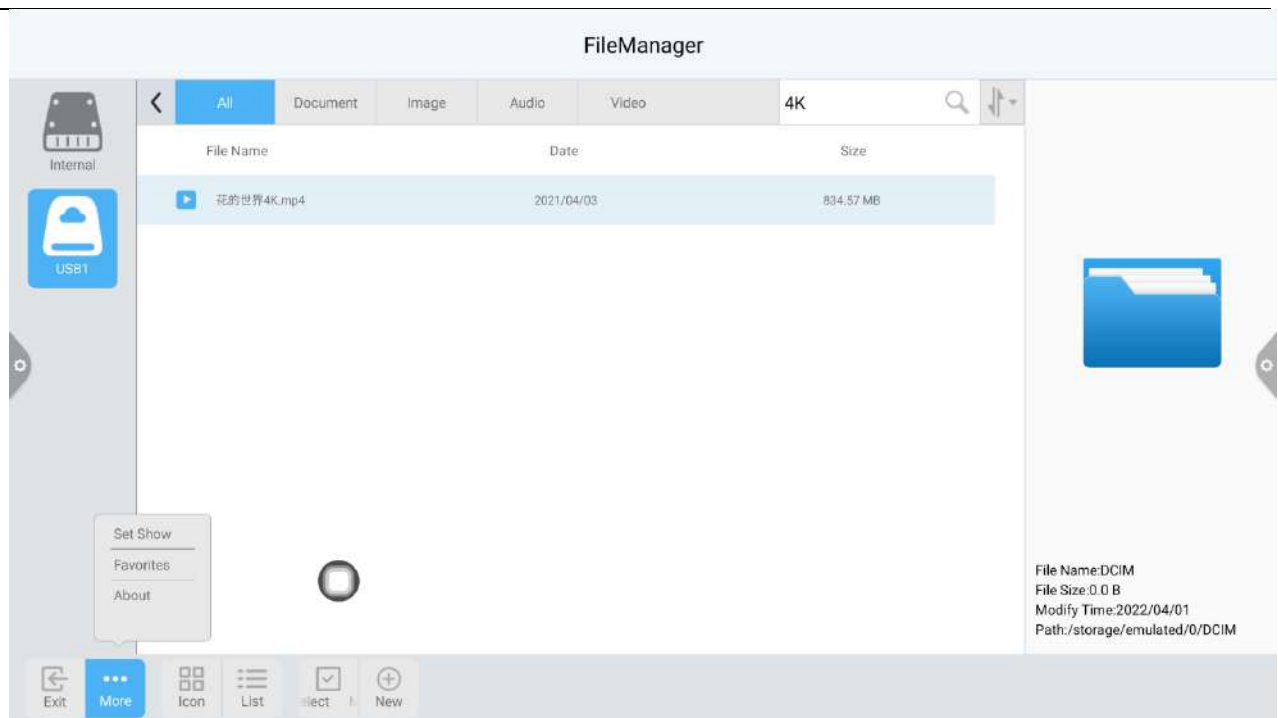 FileManager
Internal
USB1
All
Document
Image
Audio
Video
4K
File Name
Date
Size
花的世界4K.mp4
2021/04/03
834.57 MB
Set Show
Favorites
About
File Name:DCIM
File Size:0.0 B
Modify Time:2022/04/01
Path:/storage/emulated/0/DCIM
Exit
More
Icon
List
lect
New